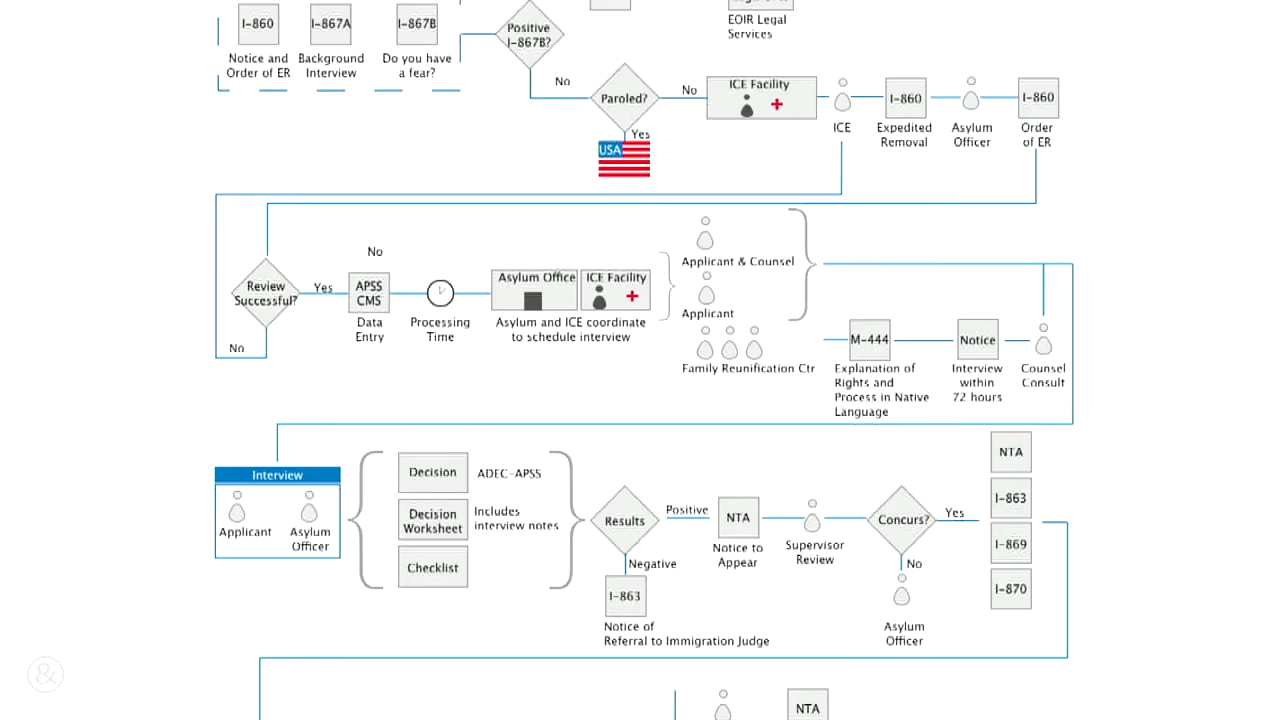 I-860
I-867A
I-867B
Notice and
Order of ER
Background
Interview
Do you have
a fear?
Positive
I-867B?
EOIR Legal
Services
No
Paroled?
No
Yes
USA
ICE Facility
ICE
I-860
Expedited
Removal
Asylum
Officer
I-860
Order
of ER
Review
Successful?
Yes
No
No
APSS
CMS
Data
Entry
Processing
Time
Asylum Office
ICE Facility
Asylum and ICE coordinate
to schedule interview
Applicant & Counsel
Applicant
Family Reunification Ctr
M-444
Explanation of
Rights and
Process in Native
Language
Notice
Interview
within
72 hours
Counsel
Consult
Interview
Applicant
Asylum
Officer
Decision
ADEC-APSS
Decision
Worksheet
Includes
interview notes
Checklist
Results
Positive
Negative
I-863
Notice of
Referral to Immigration Judge
NTA
Notice to
Appear
Supervisor
Review
Concurs?
Yes
No
Asylum
Officer
NTA
I-863
I-869
I-870
&
NTA